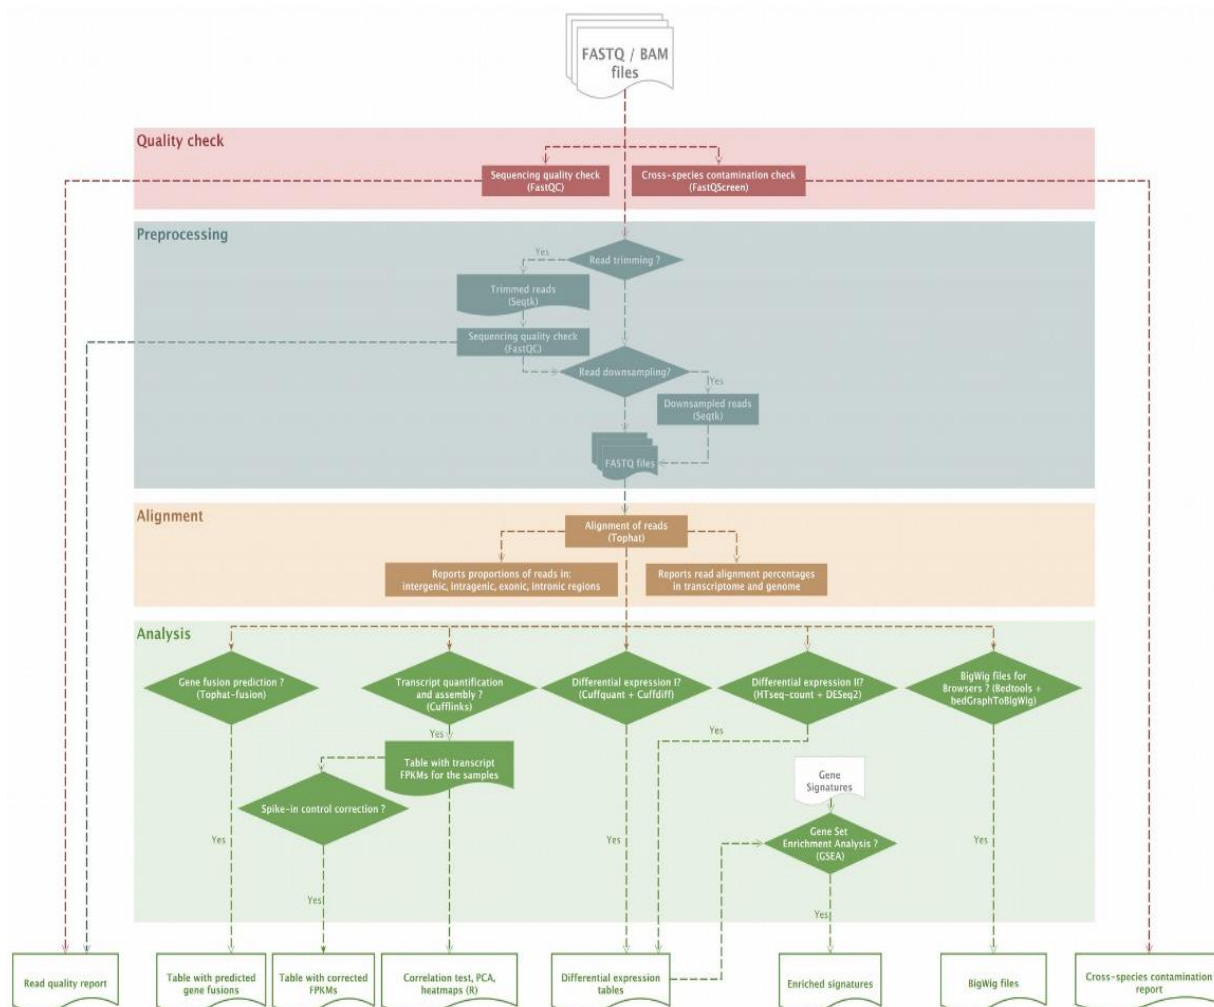 FASTQ / BAM
files
Quality check
Sequencing quality check
(FastQC)
Cross-species contamination check
(FastQScreen)
Preprocessing
Yes
Read trimming ?
Trimmed reads
(Seqtk)
Sequencing quality check
(FastQC)
Read downsampling?
Yes
Downsampled reads
(Seqtk)
FASTQ files
Alignment
Alignment of reads
(Tophat)
Reports proportions of reads in:
intergenic, intragenic, exonic, intronic regions
Reports read alignment percentages
in transcriptome and genome
Analysis
Gene fusion prediction ?
(Tophat-fusion)
Transcript quantification
and assembly ?
(Cufflinks)
Differential expression I?
(Cuffquant + Cuffdiff)
Differential expression II?
(HTseq-count + DESeq2)
BigWig files for
Browsers ? (Bedtools +
bedGraphToBigWig)
Yes
Yes
Table with transcript
FPKMs for the samples
Gene
Signatures
Spike-in control correction ?
Yes
Yes
Gene Set
Enrichment Analysis ?
(GSEA)
Yes
Yes
Yes
Read quality report
Table with predicted
gene fusions
Table with corrected
FPKMs
Correlation test, PCA,
heatmaps (R)
Differential expression
tables
Enriched signatures
BigWig files
Cross-species contamination
report